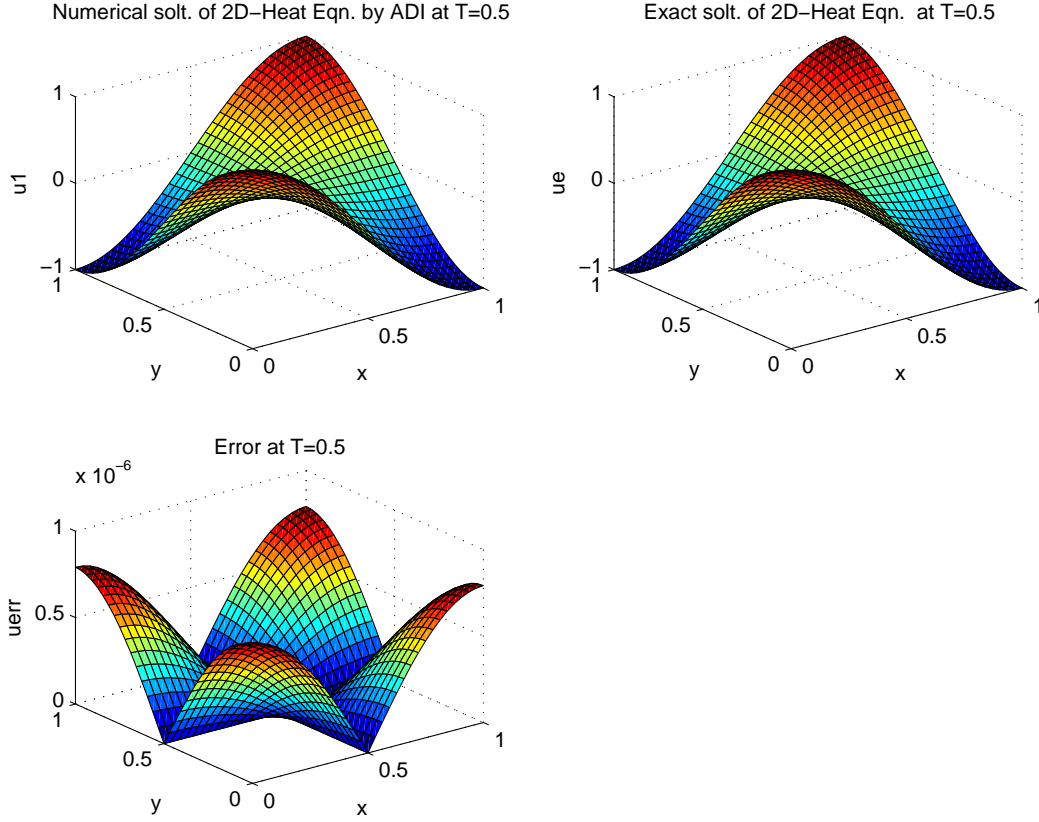 Numerical solt. of 2D−Heat Eqn. by ADI at T=0.5
1
0
−1
u1
1
0.5
0
y
0
0.5
1
x
Exact solt. of 2D−Heat Eqn.  at T=0.5
1
0
−1
ue
1
0.5
0
y
0
0.5
1
x
Error at T=0.5
x 10−6
1
0.5
0
uerr
1
0.5
0
y
0
0.5
1
x